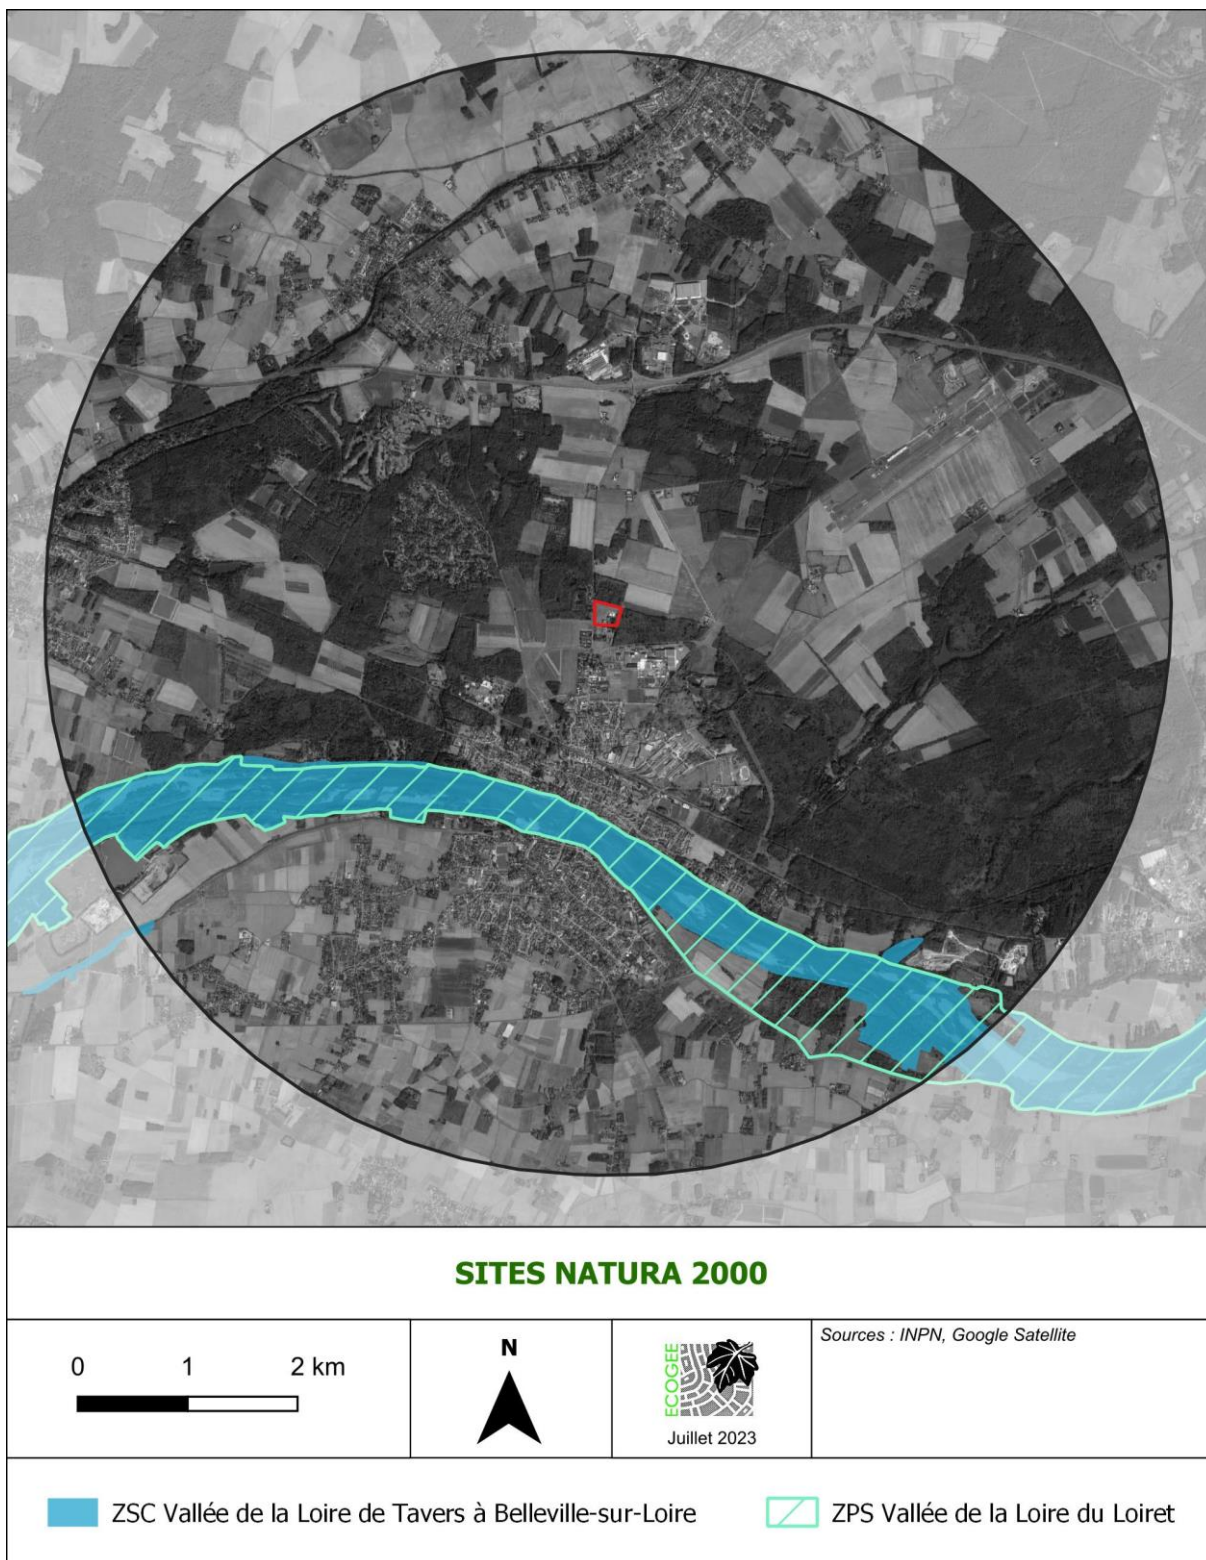 SITES NATURA 2000
0 1 2 km
N
ECOGEE
Juillet 2023
Sources : INPN, Google Satellite
ZSC Vallée de la Loire de Tavers à Belleville-sur-Loire
ZPS Vallée de la Loire du Loiret